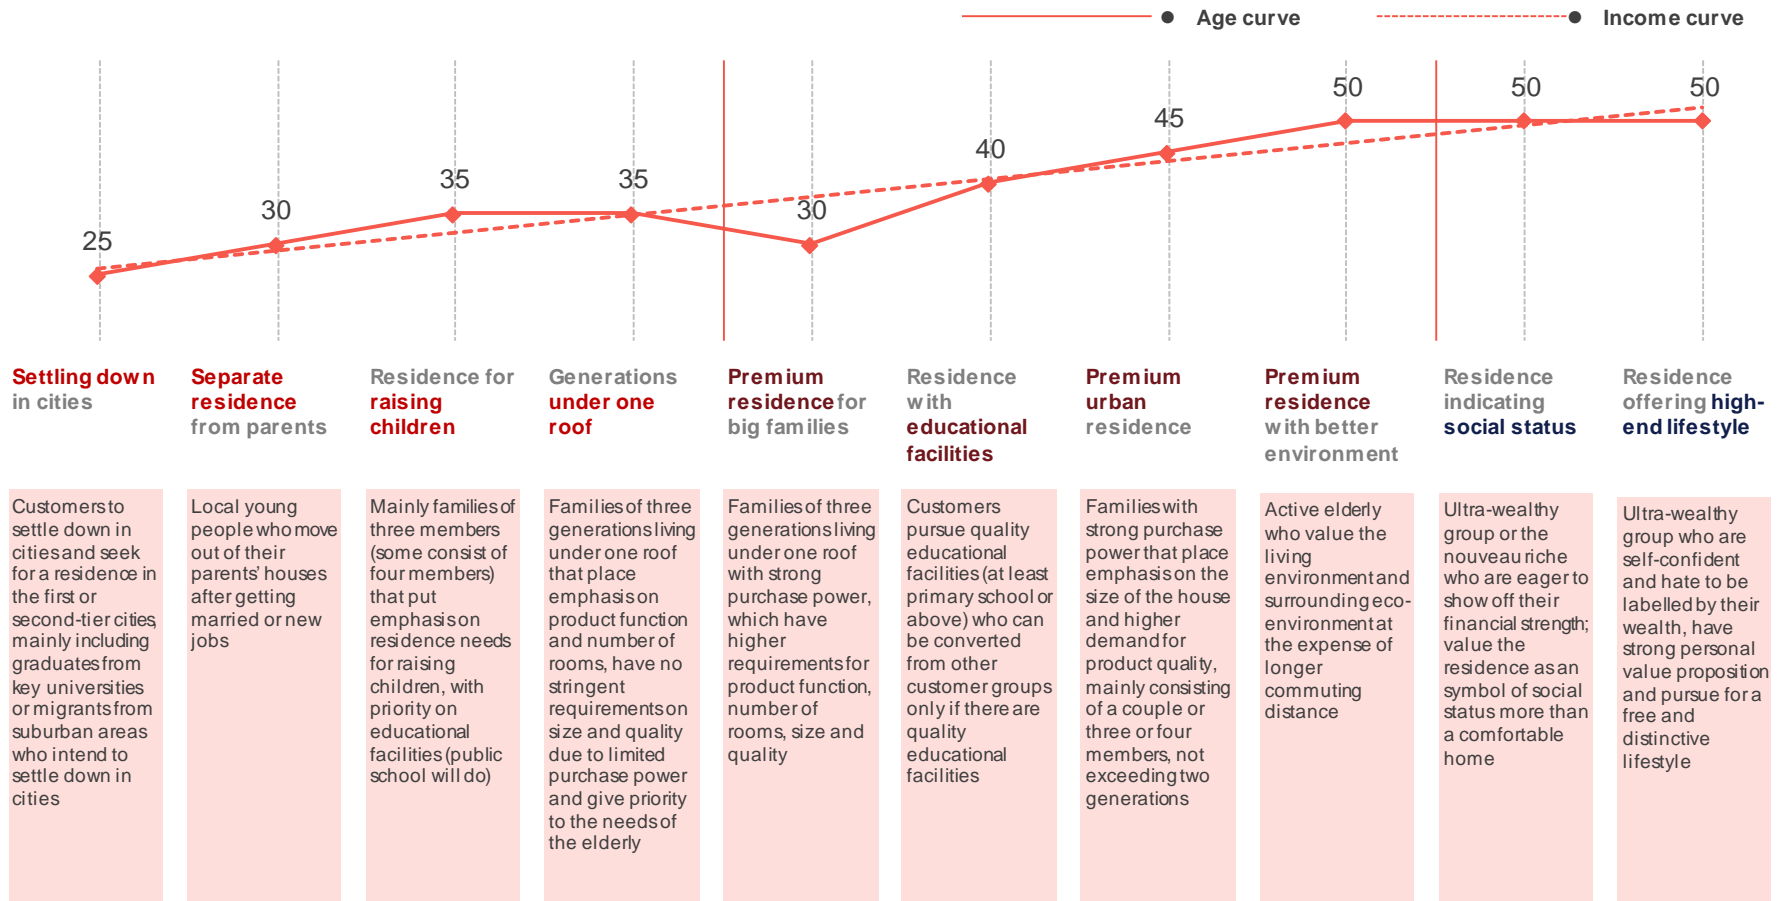 Age curve
Income curve
25
30
35
35
30
40
45
50
50
50
Settling down
in cities
Separate
residence
from parents
Residence for
raising
children
Generations
under one
roof
Premium
residence for
big families
Residence
with
educational
facilities
Premium
urban
residence
Premium
residence
with better
environment
Residence
indicating
social status
Residence
offering high-
end lifestyle
Customers to
settle down in
cities and seek
for a residence in
the first or
second-tier cities,
mainly including
graduates from
key universities
or migrants from
suburban areas
who intend to
settle down in
cities
Local young
people who move
out of their
parents' houses
after getting
married or new
jobs
Mainly families of
three members
(some consist of
four members)
that put
emphasis on
residence needs
for raising
children, with
priority on
educational
facilities (public
school will do)
Families of three
generations living
under one roof
that place
emphasis on
product function
and number of
rooms, have no
stringent
requirements on
size and quality
due to limited
purchase power
and give priority
to the needs of
the elderly
Families of three
generations living
under one roof
with strong
purchase power,
which have
higher
requirements for
product function,
number of
rooms, size and
quality
Customers
pursue quality
educational
facilities (at least
primary school or
above) who can
be converted
from other
customer groups
only if there are
quality
educational
facilities
Families with
strong purchase
power that place
emphasis on the
size of the house
and higher
demand for
product quality,
mainly consisting
of a couple or
three or four
members, not
exceeding two
generations
Active elderly
who value the
living
environment and
surrounding eco-
environment at
the expense of
longer
commuting
distance
Ultra-wealthy
group or the
nouveau riche
who are eager to
show off their
financial strength;
value the
residence as an
symbol of social
status more than
a comfortable
home
Ultra-wealthy
group who are
self-confident
and hate to be
labelled by their
wealth, have
strong personal
value proposition
and pursue for a
free and
distinctive
lifestyle